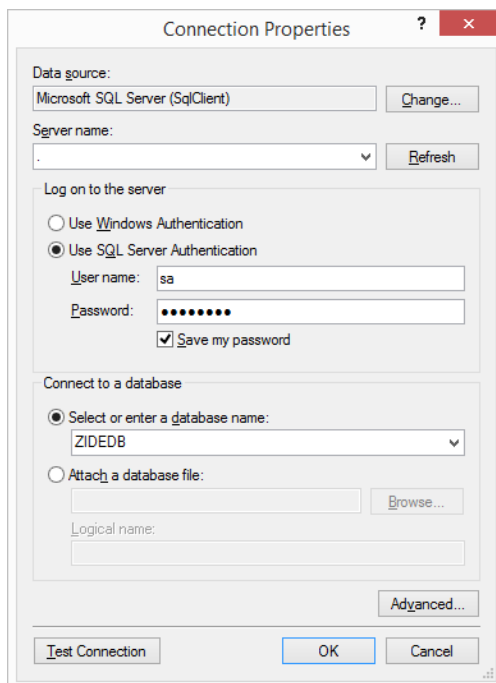 Connection Properties
?
Data source:
Microsoft SQL Server (SqlClient)
Change...
Server name:
.
Refresh
Log on to the server
Use Windows Authentication
Use SQL Server Authentication
User name:
sa
Password:
●●●●●●●●
Save my password
Connect to a database
Select or enter a database name:
ZIDEDB
Attach a database file:
Browse...
Logical name:
Advanced...
Test Connection
OK
Cancel